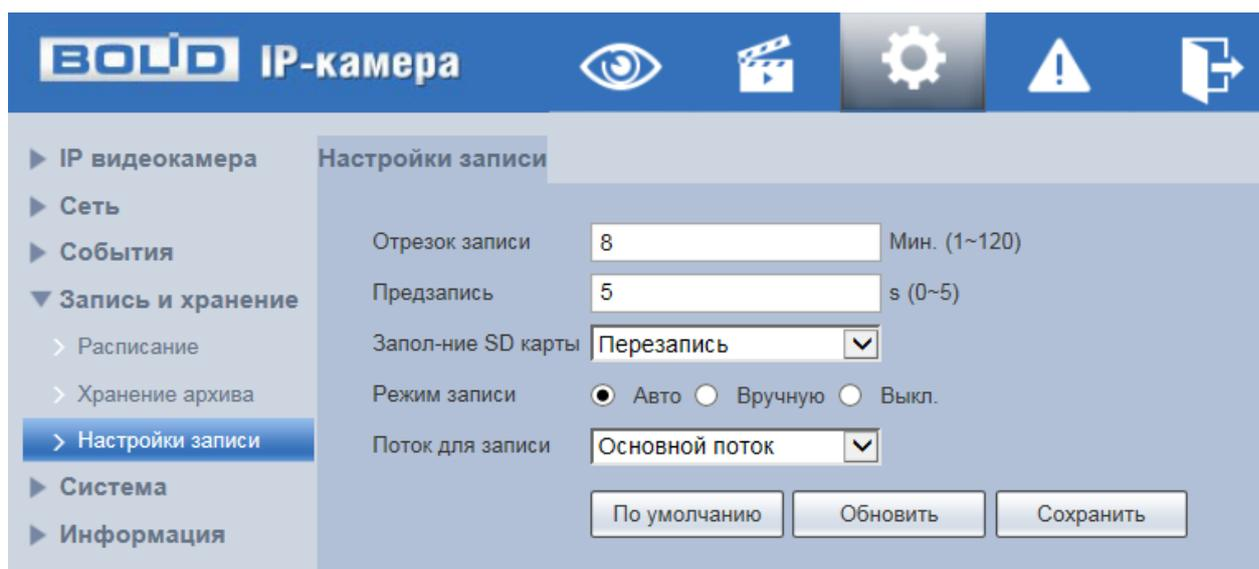 BOLID IP-камера
IP видеокамера
Сеть
События
Запись и хранение
Расписание
Хранение архива
Настройки записи
Система
Информация
Настройки записи
Отрезок записи 8 Мин. (1~120)
Предзапись 5 s (0~5)
Запол-ние SD карты Перезапись
Режим записи Авто Вручную Выкл.
Поток для записи Основной поток
По умолчанию Обновить Сохранить